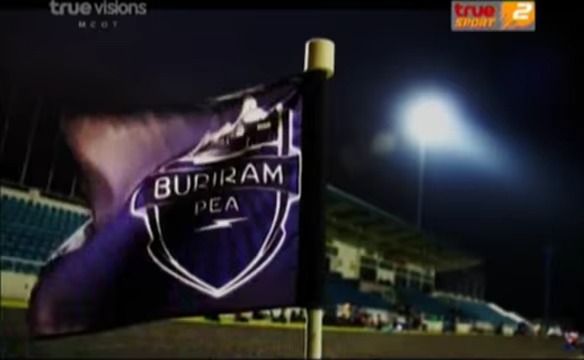 true visions
MCOT
true
SPORT 2
BURIRAM
PEA